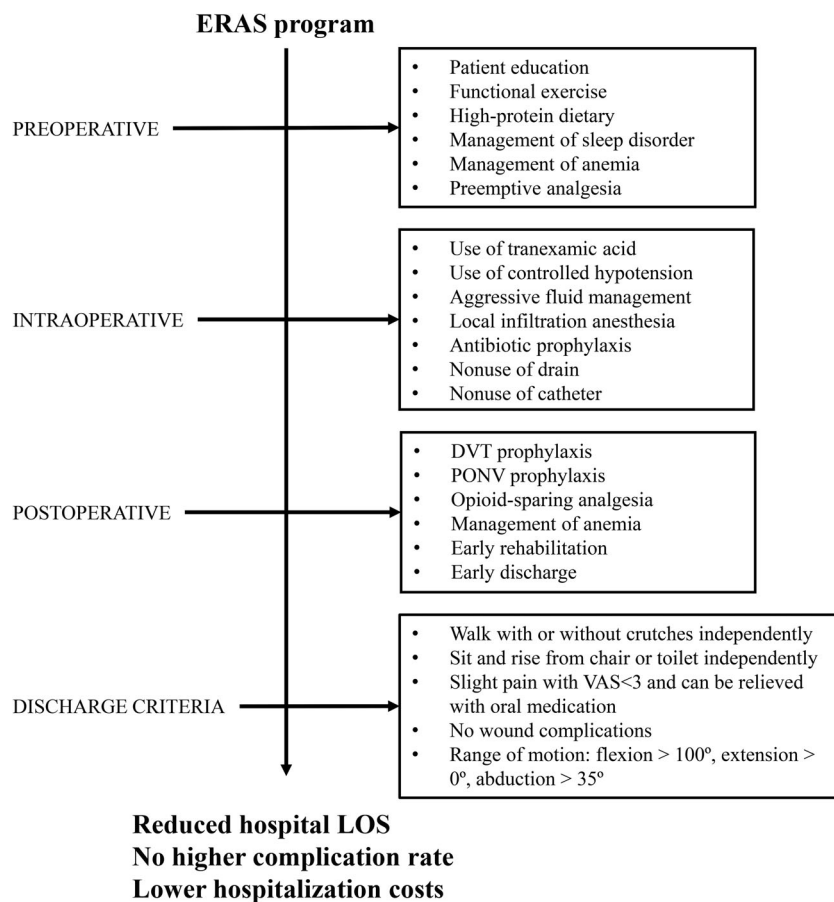 ERAS program
PREOPERATIVE
• Patient education
• Functional exercise
• High-protein dietary
• Management of sleep disorder
• Management of anemia
• Preemptive analgesia
INTRAOPERATIVE
• Use of tranexamic acid
• Use of controlled hypotension
• Aggressive fluid management
• Local infiltration anesthesia
• Antibiotic prophylaxis
• Nonuse of drain
• Nonuse of catheter
POSTOPERATIVE
• DVT prophylaxis
• PONV prophylaxis
• Opioid-sparing analgesia
• Management of anemia
• Early rehabilitation
• Early discharge
DISCHARGE CRITERIA
• Walk with or without crutches independently
• Sit and rise from chair or toilet independently
• Slight pain with VAS<3 and can be relieved
with oral medication
• No wound complications
• Range of motion: flexion > 100º, extension >
0º, abduction > 35º
Reduced hospital LOS
No higher complication rate
Lower hospitalization costs